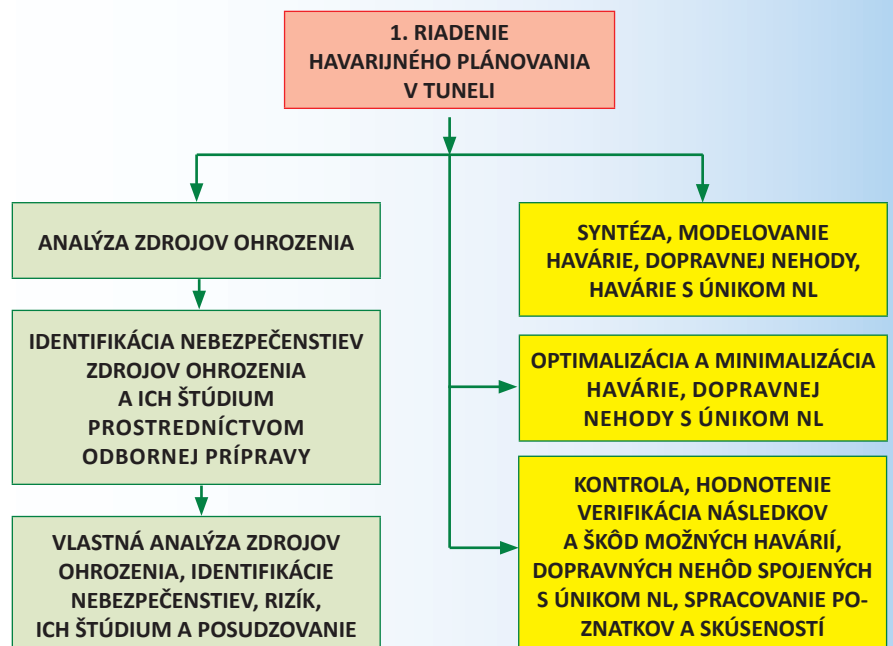 1. RIADENIE
HAVARIJNÉHO PLÁNOVANIA
V TUNELI
ANALÝZA ZDROJOV OHROZENIA
IDENTIFIKÁCIA NEBEZPEČENSTIEV
ZDROJOV OHROZENIA
A ICH ŠTÚDIUM
PROSTREDNÍCTVOM
ODBORNEJ PRÍPRAVY
VLASTNÁ ANALÝZA ZDROJOV
OHROZENIA, IDENTIFIKÁCIE
NEBEZPEČENSTIEV, RIZÍK,
ICH ŠTÚDIUM A POSUDZOVANIE
SYNTÉZA, MODELOVANIE
HAVÁRIE, DOPRAVNEJ NEHODY,
HAVÁRIE S ÚNIKOM NL
OPTIMALIZÁCIA A MINIMALIZÁCIA
HAVÁRIE, DOPRAVNEJ
NEHODY S ÚNIKOM NL
KONTROLA, HODNOTENIE
VERIFIKÁCIA NÁSLEDKOV
A ŠKÔD MOŽNÝCH HAVÁRIÍ,
DOPRAVNÝCH NEHÔD SPOJENÝCH
S ÚNIKOM NL, SPRACOVANIE PO-
ZNATKOV A SKÚSENOSTÍ